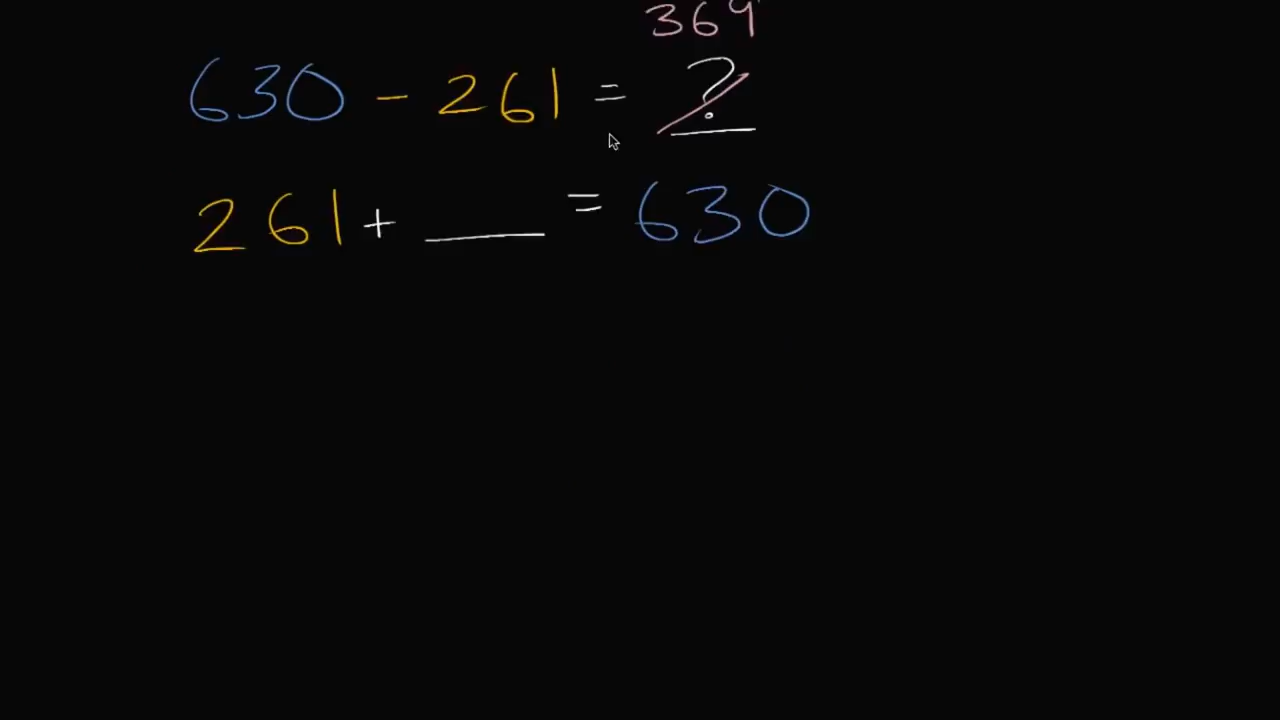 369
630 - 261 = ?
261 + ___ = 630